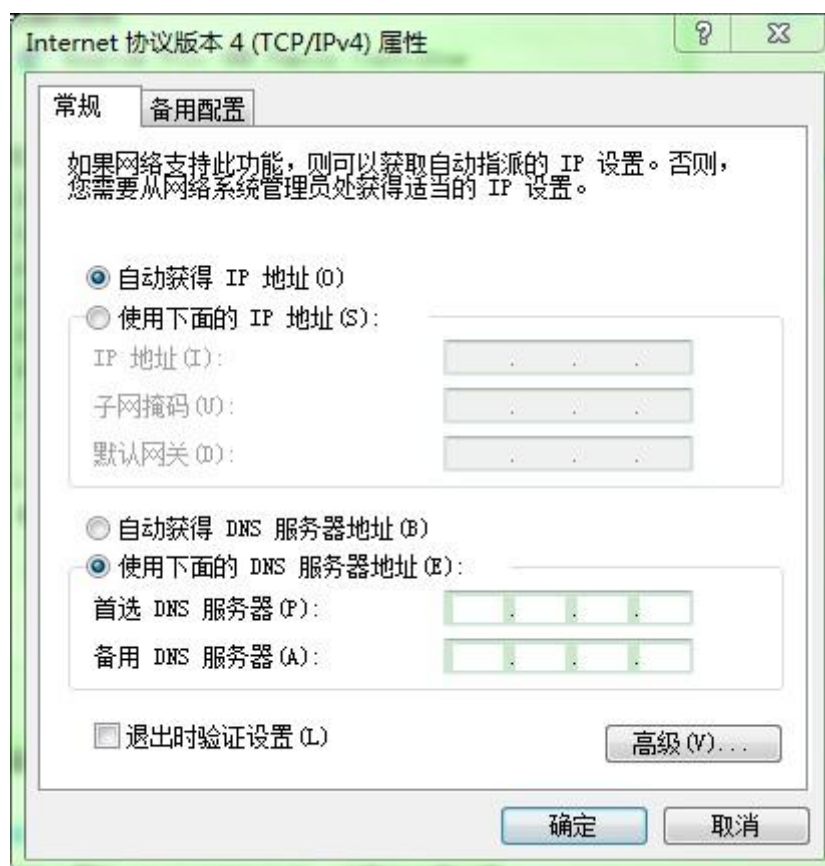 Internet 协议版本 4 (TCP/IPv4) 属性
常规
备用配置
如果网络支持此功能，则可以获取自动指派的 IP 设置。否则，
您需要从网络系统管理员处获得适当的 IP 设置。
自动获得 IP 地址(O)
使用下面的 IP 地址(S):
IP 地址(I):
子网掩码(U):
默认网关(D):
自动获得 DNS 服务器地址(B)
使用下面的 DNS 服务器地址(E):
首选 DNS 服务器(P):
备用 DNS 服务器(A):
退出时验证设置(L)
高级(V)...
确定
取消